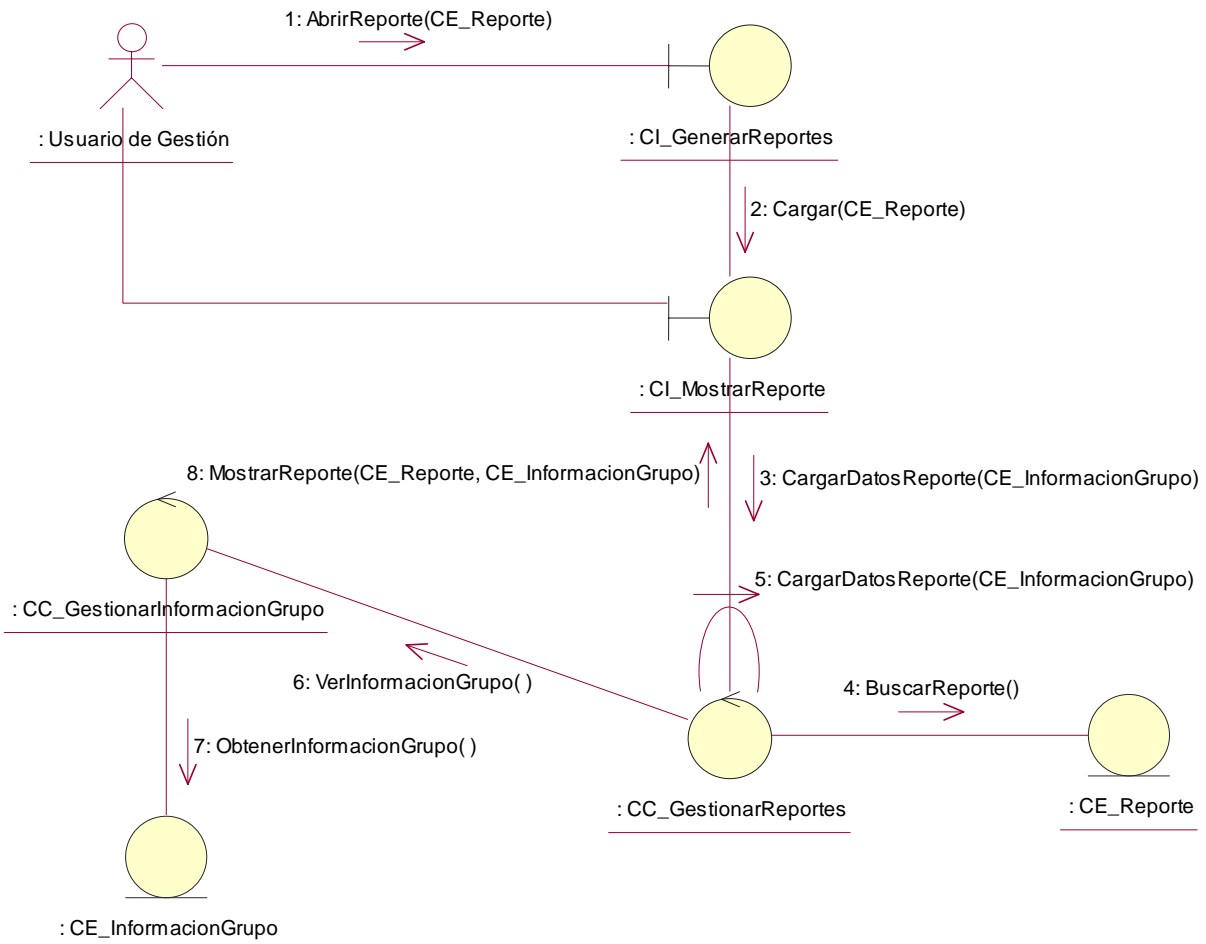 1: AbrirReporte(CE_Reporte)
: Usuario de Gestión
: CI_GenerarReportes
2: Cargar(CE_Reporte)
: CI_MostrarReporte
8: MostrarReporte(CE_Reporte, CE_InformacionGrupo)
3: CargarDatosReporte(CE_InformacionGrupo)
5: CargarDatosReporte(CE_InformacionGrupo)
: CC_GestionarInformacionGrupo
6: VerInformacionGrupo( )
4: BuscarReporte()
7: ObtenerInformacionGrupo( )
: CC_GestionarReportes
: CE_Reporte
: CE_InformacionGrupo